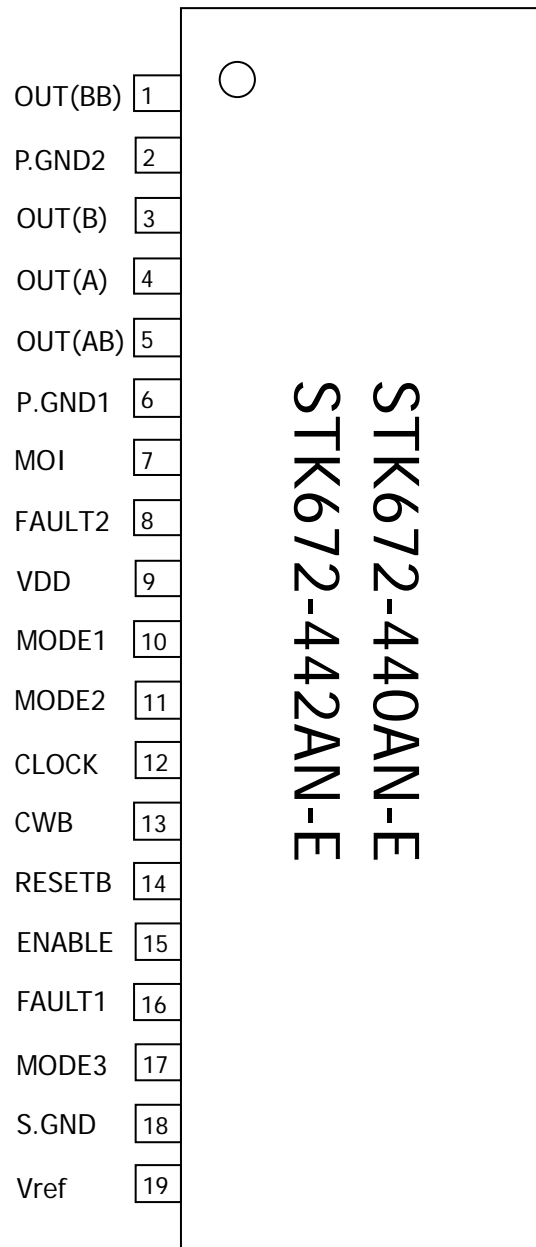 OUT(BB) 1
P.GND2 2
OUT(B) 3
OUT(A) 4
OUT(AB) 5
P.GND1 6
MOI 7
FAULT2 8
VDD 9
MODE1 10
MODE2 11
CLOCK 12
CWB 13
RESETB 14
ENABLE 15
FAULT1 16
MODE3 17
S.GND 18
Vref 19
STK672-440AN-E
STK672-442AN-E